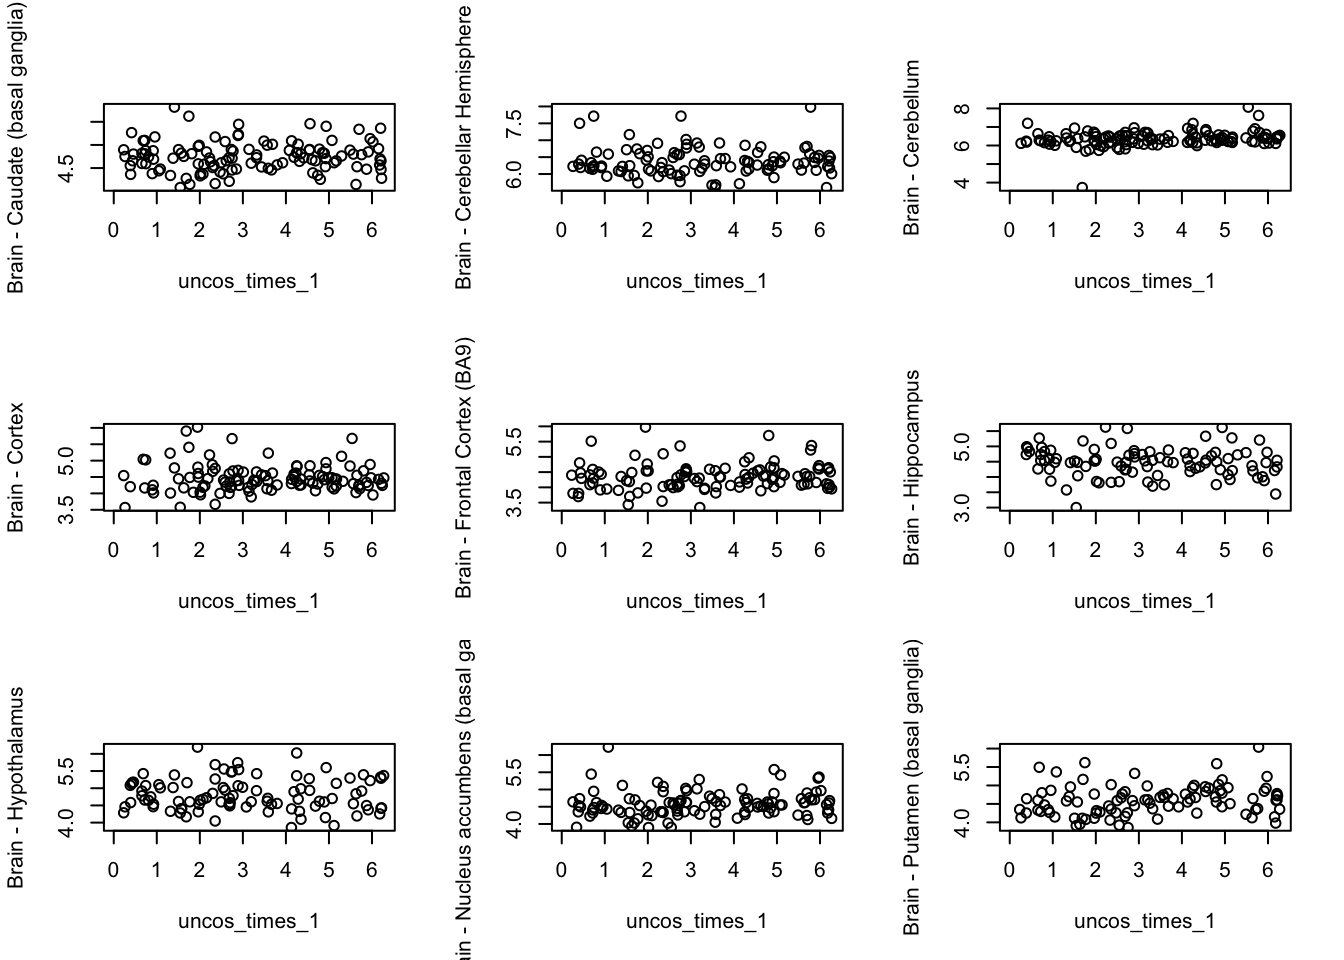 Brain - Caudate (basal ganglia)
4.5
0 1 2 3 4 5 6
uncos_times_1
Brain - Cerebellar Hemisphere
6.0 7.5
0 1 2 3 4 5 6
uncos_times_1
Brain - Cerebellum
4 6 8
0 1 2 3 4 5 6
uncos_times_1
Brain - Cortex
3.5 5.0
0 1 2 3 4 5 6
uncos_times_1
Brain - Frontal Cortex (BA9)
3.5 5.5
0 1 2 3 4 5 6
uncos_times_1
Brain - Hippocampus
3.0 5.0
0 1 2 3 4 5 6
uncos_times_1
Brain - Hypothalamus
4.0 5.5
0 1 2 3 4 5 6
uncos_times_1
ain - Nucleus accumbens (basal ga
4.0 5.5
0 1 2 3 4 5 6
uncos_times_1
Brain - Putamen (basal ganglia)
4.0 5.5
0 1 2 3 4 5 6
uncos_times_1